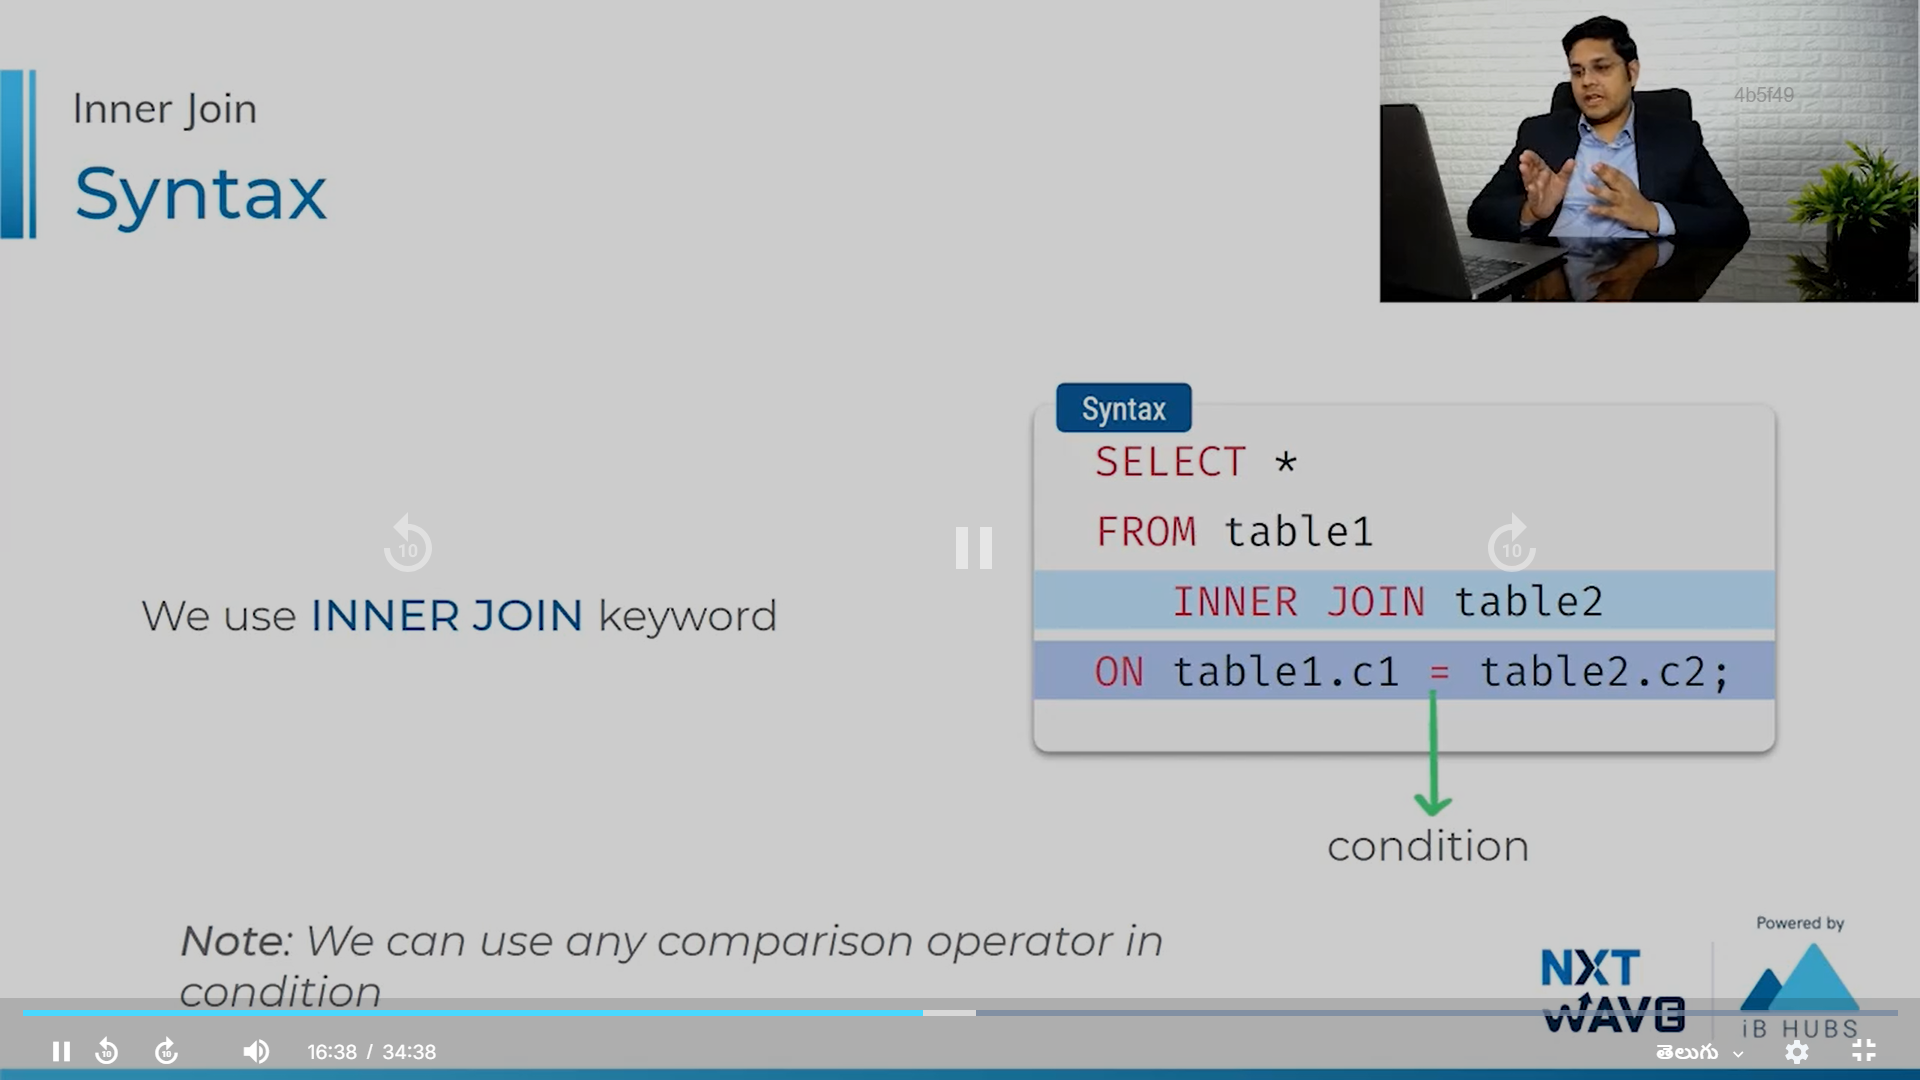 Inner Join
Syntax
4b5f49
Syntax
SELECT *
FROM table1
INNER JOIN table2
ON table1.c1 = table2.c2;
10
10
We use INNER JOIN keyword
condition
Note: We can use any comparison operator in
condition
Powered by
NXT
WAVE
iB HUBS
10
10
16:38 / 34:38
తెలుగు